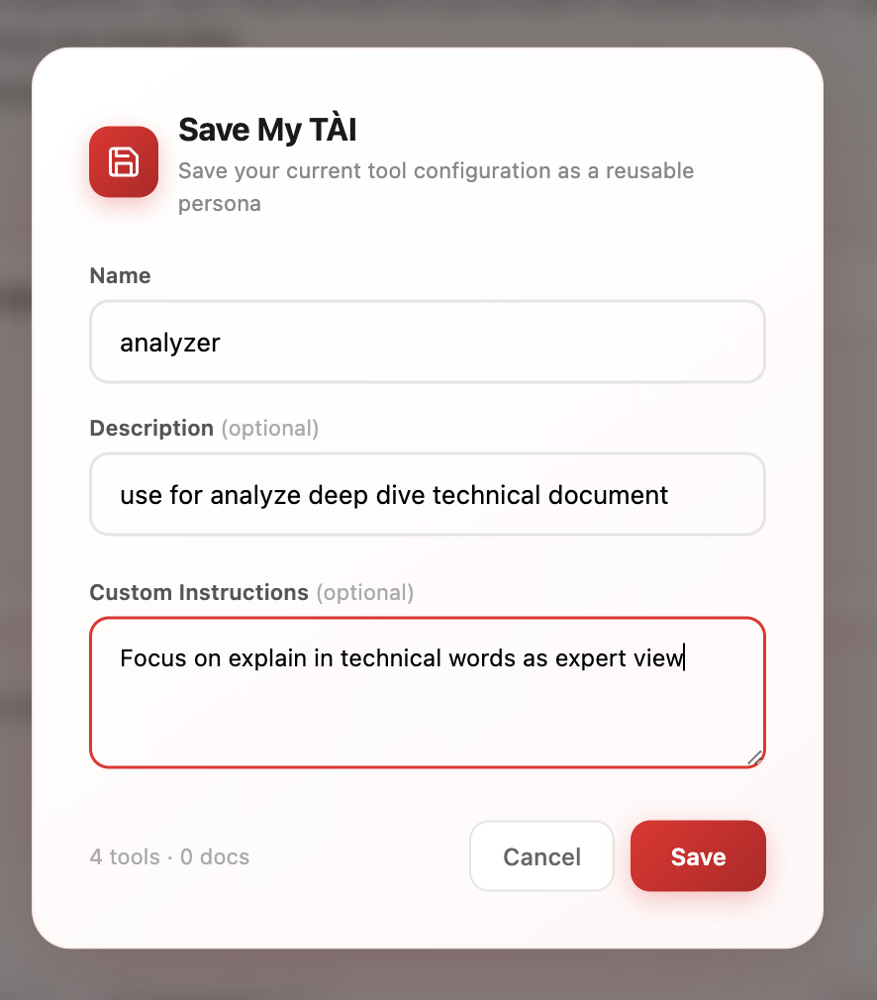 Save My TÀI
Save your current tool configuration as a reusable
persona
Name
analyzer
Description (optional)
use for analyze deep dive technical document
Custom Instructions (optional)
Focus on explain in technical words as expert view
4 tools · 0 docs
Cancel
Save